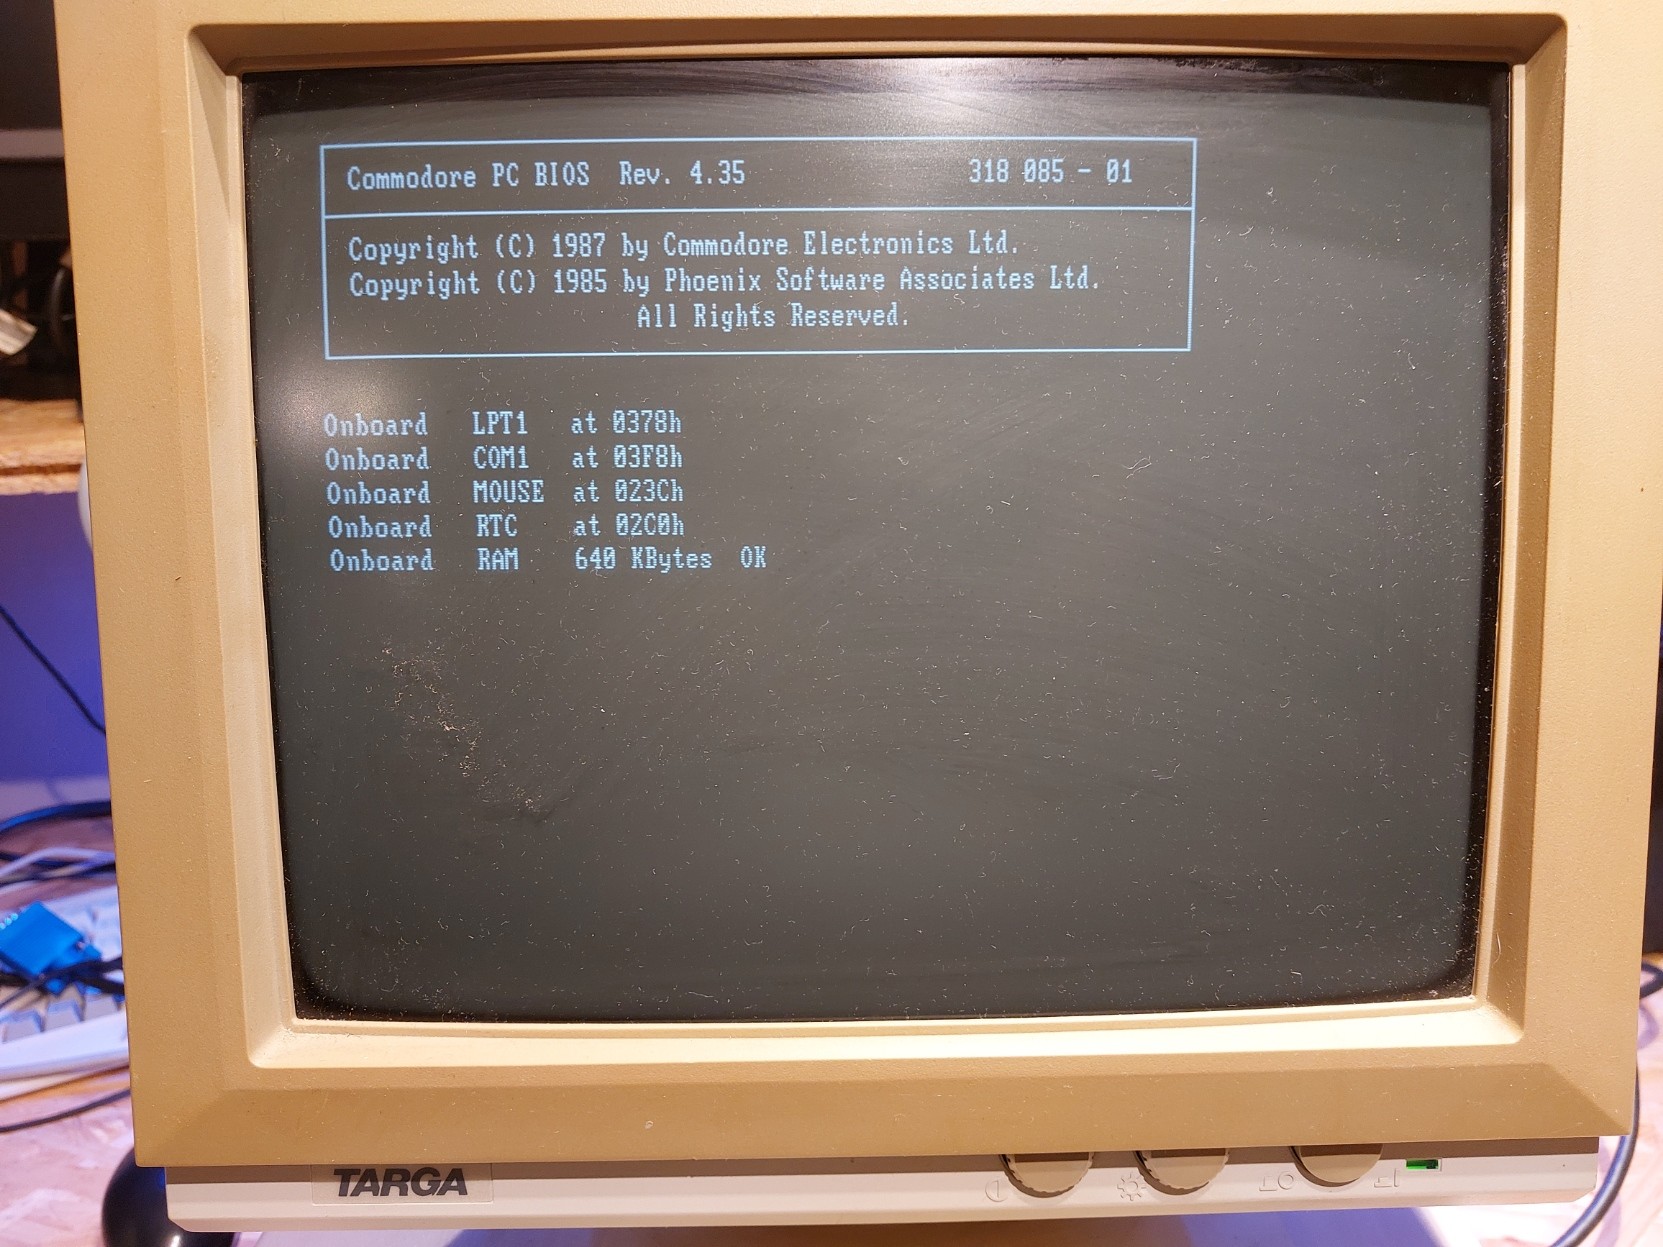 Commodore PC BIOS  Rev. 4.35  318 085 - 01
Copyright (C) 1987 by Commodore Electronics Ltd.
Copyright (C) 1985 by Phoenix Software Associates Ltd.
All Rights Reserved.
Onboard  LPT1  at 0378h
Onboard  COM1  at 03F8h
Onboard  MOUSE  at 023Ch
Onboard  RTC  at 02C0h
Onboard  RAM  640 KBytes  OK
TARGA